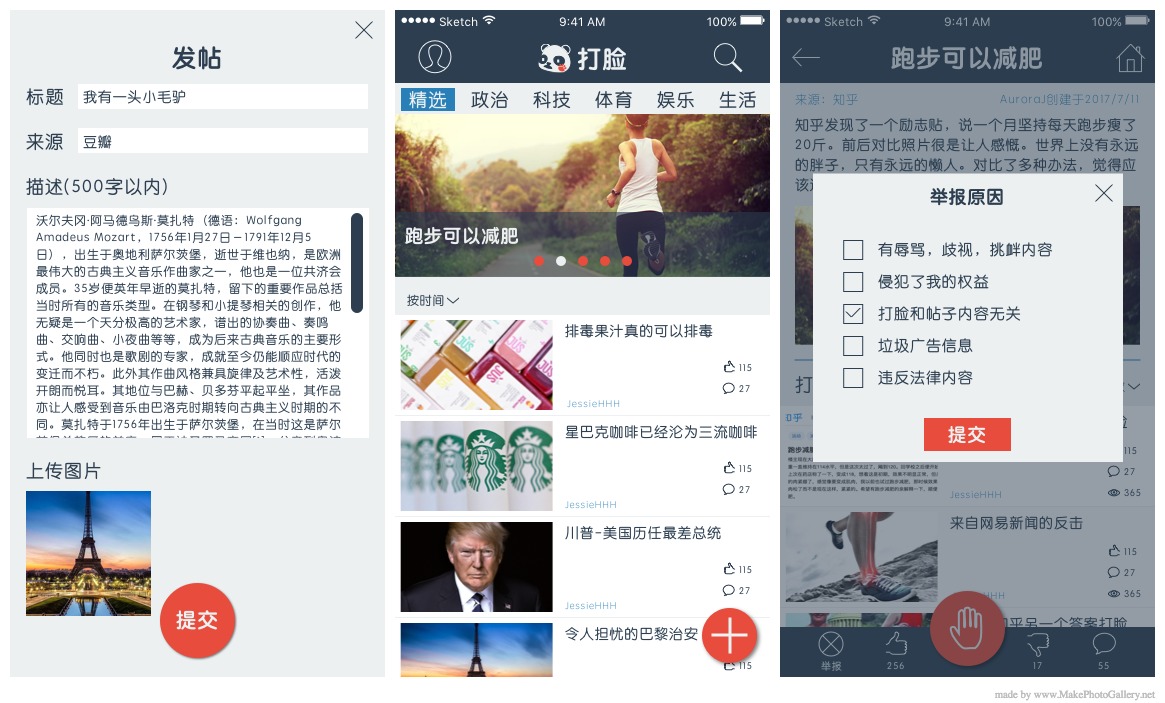 发帖
标题 我有一头小毛驴
来源 豆瓣
描述(500字以内)
沃尔夫冈·阿马德乌斯·莫扎特（德语：Wolfgang
Amadeus Mozart，1756年1月27日－1791年12月5
日），出生于奥地利萨尔茨堡，逝世于维也纳，是欧洲
最伟大的古典主义音乐作曲家之一，他也是一位共济会
成员。35岁便英年早逝的莫扎特，留下的重要作品总括
当时所有的音乐类型。在钢琴和小提琴相关的创作，他
无疑是一个天分极高的艺术家，谱出的协奏曲、奏鸣
曲、交响曲、小夜曲等等，成为后来古典音乐的主要形
式。他同时也是歌剧的专家，成就至今仍能顺应时代的
变迁而不朽。此外其作曲风格兼具旋律及艺术性，活泼
开朗而悦耳。其地位与巴赫、贝多芬平起平坐，其作品
亦让人感受到音乐由巴洛克时期转向古典主义时期的不
同。莫扎特于1756年出生于萨尔茨堡，在当时这是萨尔
上传图片
提交
Sketch 9:41 AM 100%
打脸
精选 政治 科技 体育 娱乐 生活
跑步可以减肥
按时间
排毒果汁真的可以排毒
115
27
JessieHHH
星巴克咖啡已经沦为三流咖啡
115
27
JessieHHH
川普-美国历任最差总统
115
27
JessieHHH
令人担忧的巴黎治安
115
Sketch 9:41 AM 100%
跑步可以减肥
来源：知乎 AuroraJ创建于2017/7/11
知乎发现了一个励志贴，说一个月坚持每天跑步瘦了
20斤。前后对比照片很是让人感慨。世界上没有永远
的胖子，只有永远的懒人。对比了多种办法，觉得应
该
举报原因
有辱骂，歧视，挑衅内容
侵犯了我的权益
打脸和帖子内容无关
垃圾广告信息
违反法律内容
提交
打
115
27
JessieHHH
365
来自网易新闻的反击
115
27
HHH
365
乎另一个答案打脸
举报 256 17 55
made by www.MakePhotoGallery.net